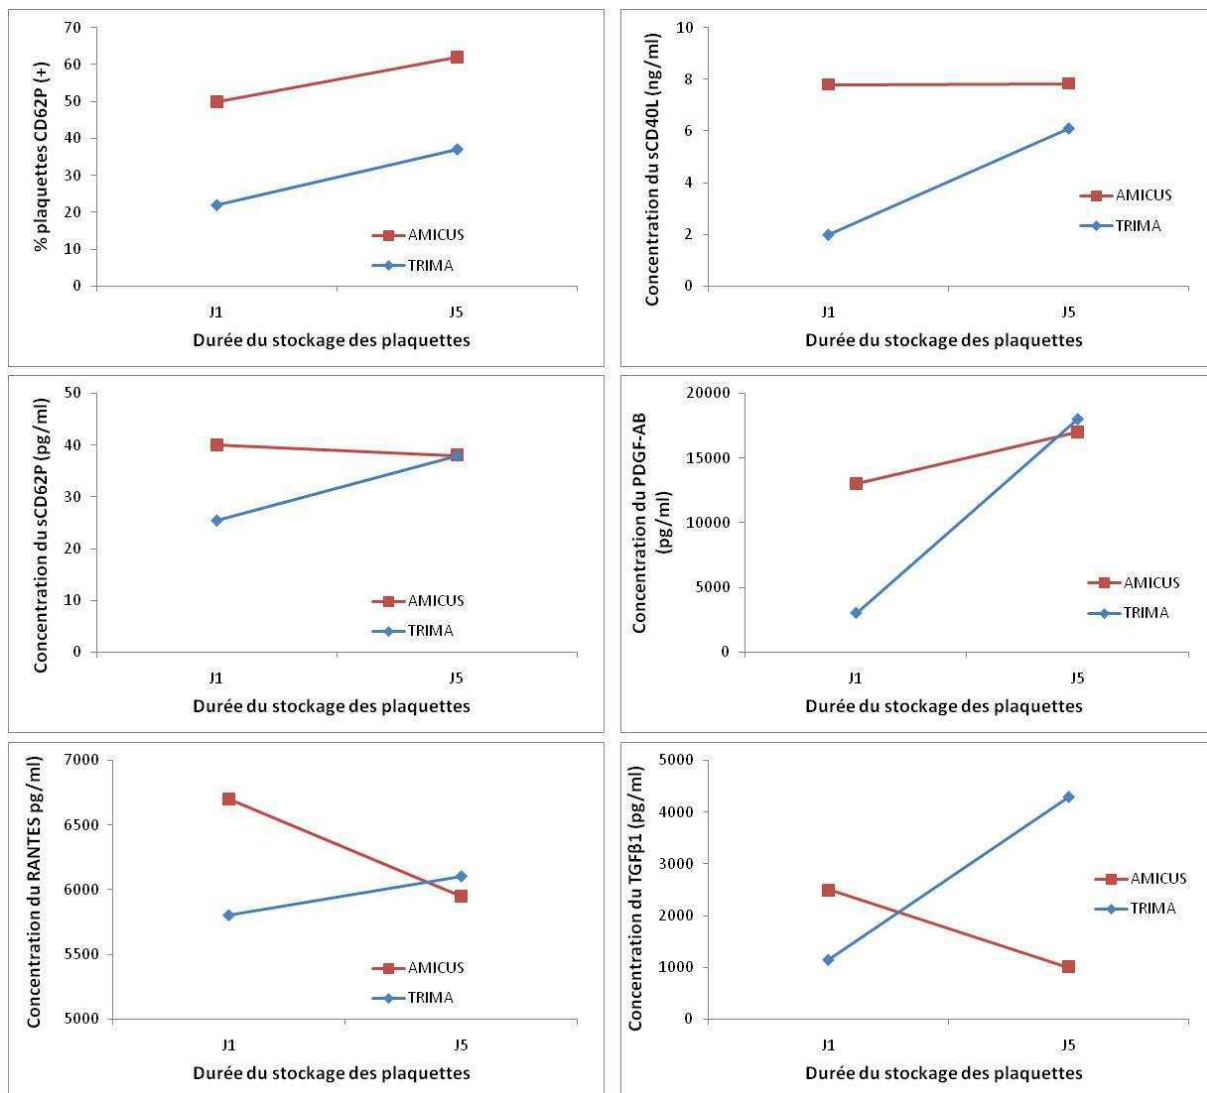 % plaquettes CD62P (+)
70
60
50
40
30
20
10
0
AMICUS
TRIMA
J1 J5
Durée du stockage des plaquettes
Concentration du sCD40L (ng/ml)
10
8
6
4
2
0
AMICUS
TRIMA
J1 J5
Durée du stockage des plaquettes
Concentration du sCD62P (pg/ml)
50
40
30
20
10
0
AMICUS
TRIMA
J1 J5
Durée du stockage des plaquettes
Concentration du PDGF-AB
(pg/ml)
20000
15000
10000
5000
0
AMICUS
TRIMA
J1 J5
Durée du stockage des plaquettes
Concentration du RANTES pg/ml)
7000
6500
6000
5500
5000
AMICUS
TRIMA
J1 J5
Durée du stockage des plaquettes
Concentration du TGFβ1 (pg/ml)
5000
4000
3000
2000
1000
0
AMICUS
TRIMA
J1 J5
Durée du stockage des plaquettes